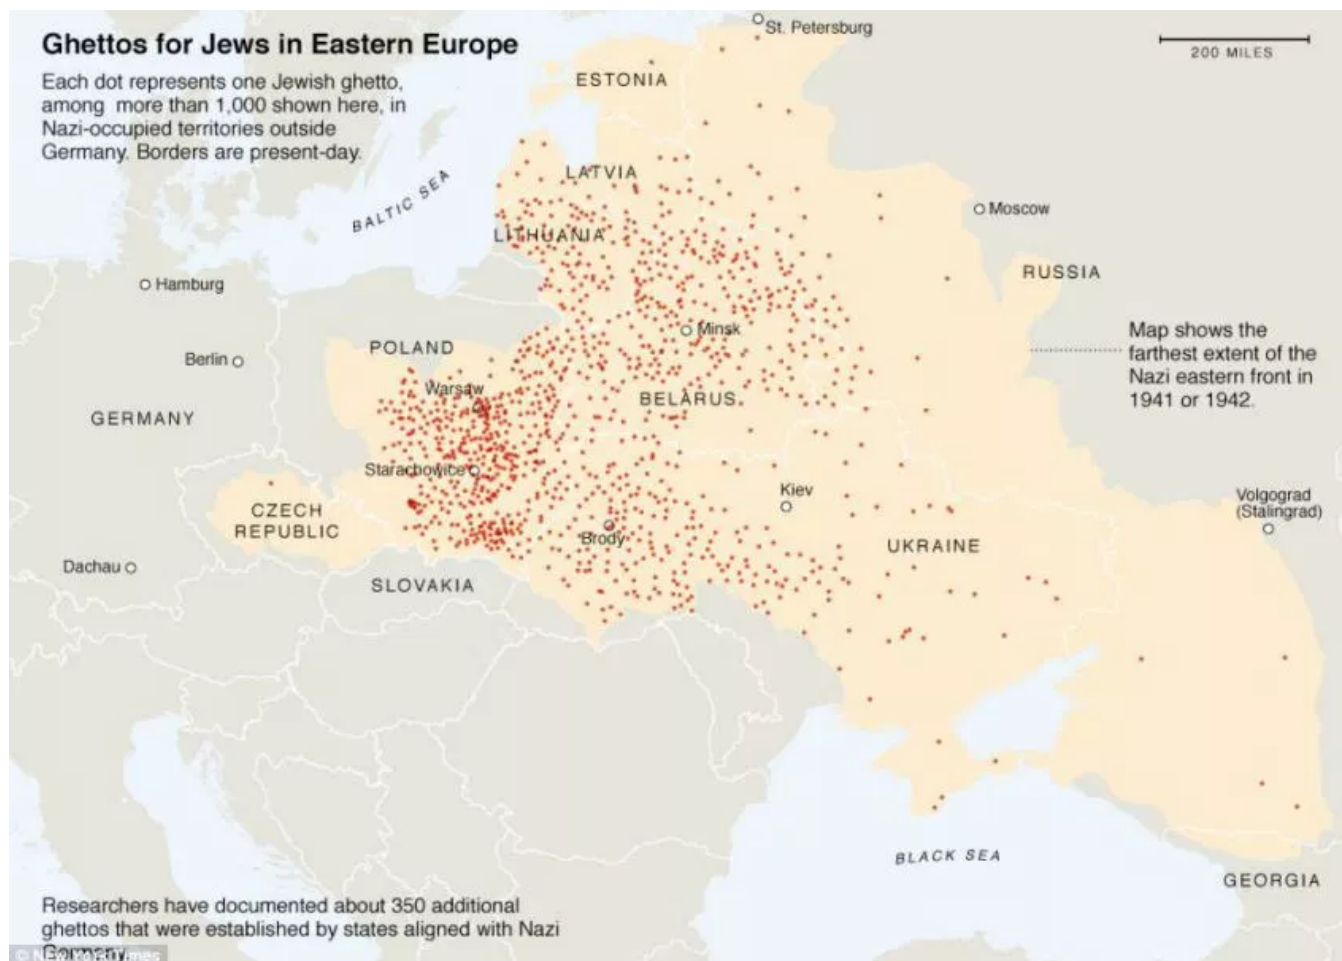 Ghettos for Jews in Eastern Europe
Each dot represents one Jewish ghetto,
among more than 1,000 shown here, in
Nazi-occupied territories outside
Germany. Borders are present-day.
St. Petersburg
200 MILES
ESTONIA
LATVIA
BALTIC SEA
Moscow
LITHUANIA
RUSSIA
Hamburg
Minsk
Map shows the
farthest extent of the
Nazi eastern front in
1941 or 1942.
POLAND
Berlin
Warsaw
BELARUS
GERMANY
Starachowice
Kiev
Volgograd
(Stalingrad)
CZECH
REPUBLIC
Brody
UKRAINE
Dachau
SLOVAKIA
BLACK SEA
GEORGIA
Researchers have documented about 350 additional
ghettos that were established by states aligned with Nazi
Germany.
© New York Times